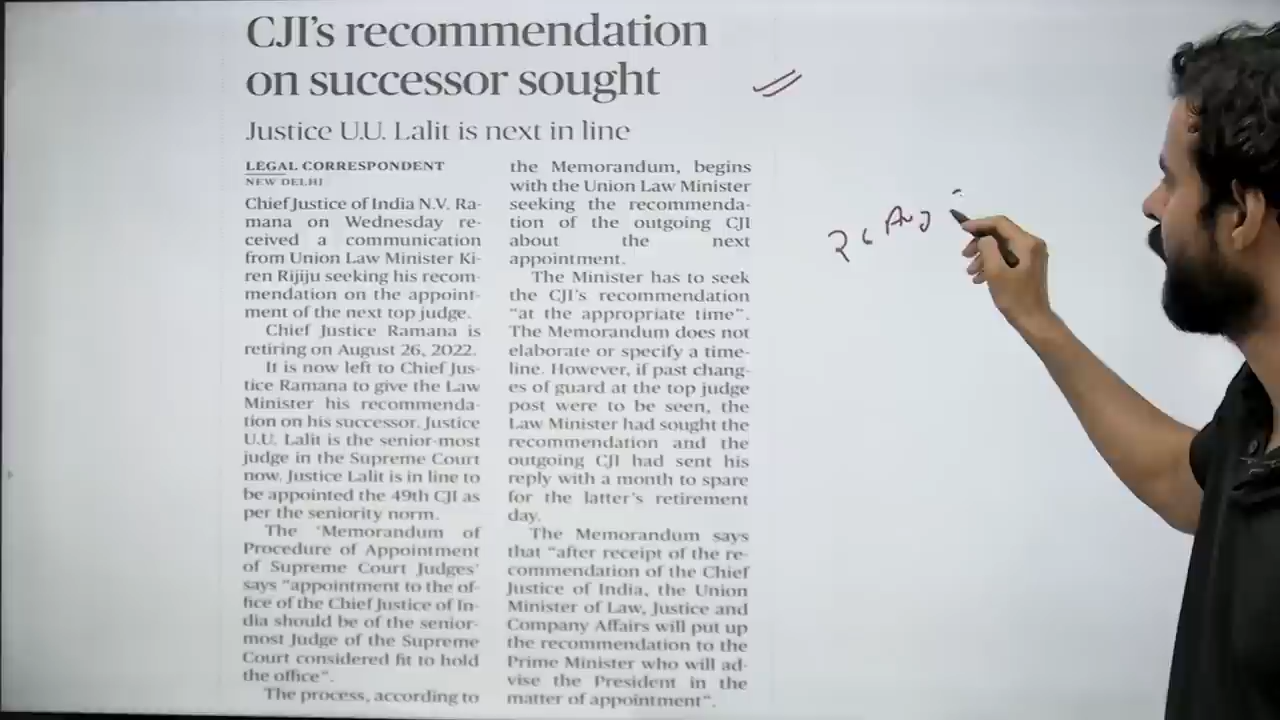 CJI's recommendation
on successor sought
Justice U.U. Lalit is next in line
LEGAL CORRESPONDENT
NEW DELHI
Chief Justice of India N.V. Ra-
mana on Wednesday re-
ceived a communication
from Union Law Minister Ki-
ren Rijiju seeking his recom-
mendation on the appoint-
ment of the next top judge.
Chief Justice Ramana is
retiring on August 26, 2022.
It is now left to Chief Jus-
tice Ramana to give the Law
Minister his recommenda-
tion on his successor. Justice
U.U. Lalit is the senior-most
judge in the Supreme Court
now. Justice Lalit is in line to
be appointed the 49th CJI as
per the seniority norm.
The 'Memorandum of
Procedure of Appointment
of Supreme Court Judges'
says "appointment to the of-
fice of the Chief Justice of In-
dia should be of the senior-
most Judge of the Supreme
Court considered fit to hold
the office".
The process, according to
the Memorandum, begins
with the Union Law Minister
seeking the recommenda-
tion of the outgoing CJI
about the next
appointment.
The Minister has to seek
the CJI's recommendation
"at the appropriate time".
The Memorandum does not
elaborate or specify a time-
line. However, if past chang-
es of guard at the top judge
post were to be seen, the
Law Minister had sought the
recommendation and the
outgoing CJI had sent his
reply with a month to spare
for the latter's retirement
day.
The Memorandum says
that "after receipt of the re-
commendation of the Chief
Justice of India, the Union
Minister of Law, Justice and
Company Affairs will put up
the recommendation to the
Prime Minister who will ad-
vise the President in the
matter of appointment".
26 Aug